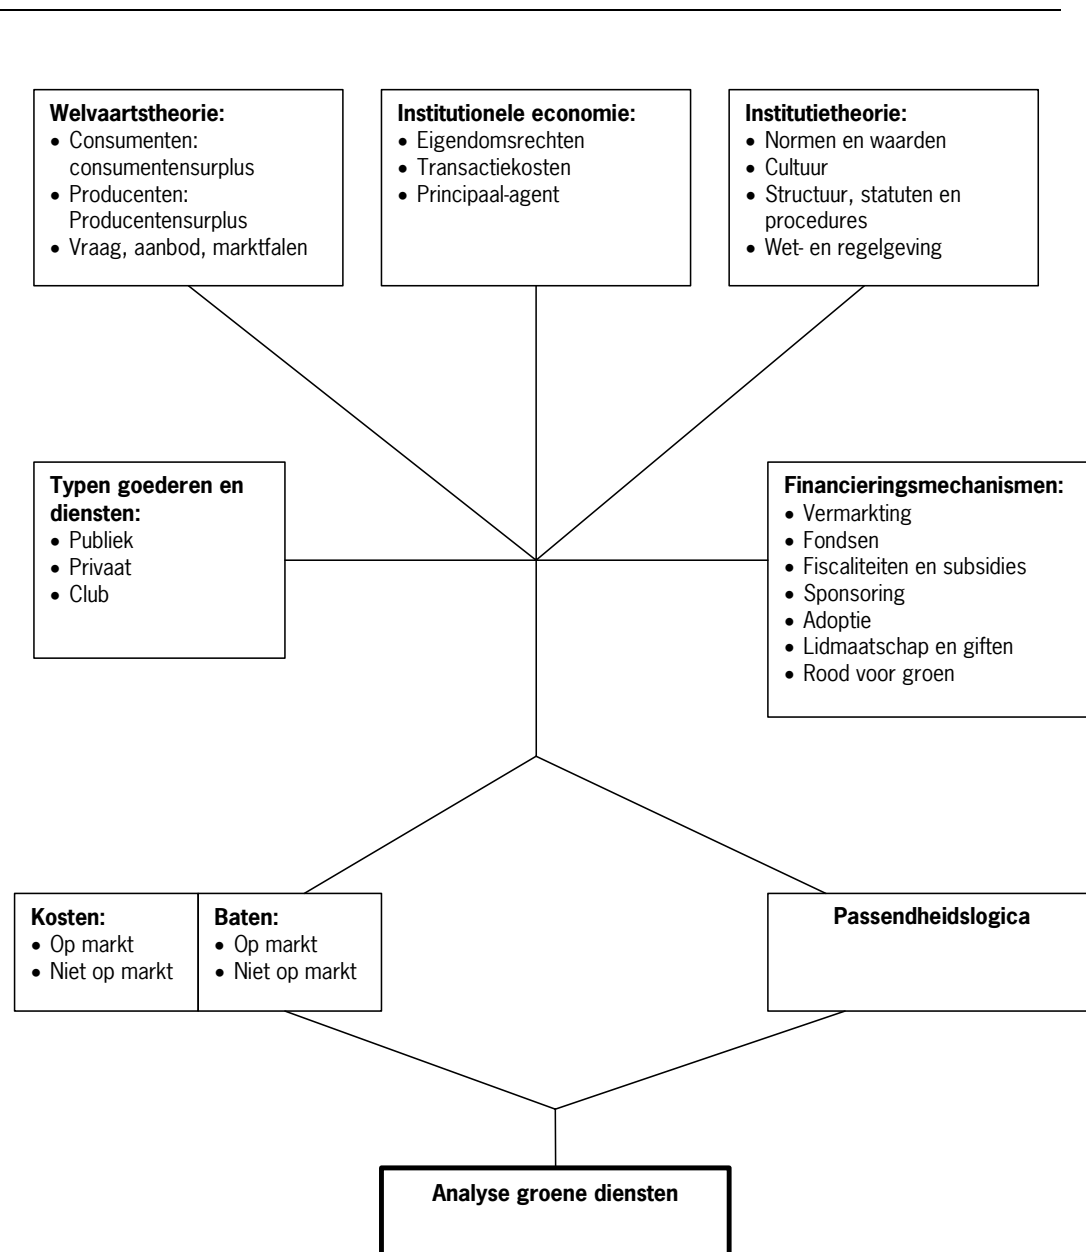 Welvaartstheorie:
• Consumenten:
consumentensurplus
• Producenten:
Producentensurplus
• Vraag, aanbod, marktfalen
Institutionele economie:
• Eigendomsrechten
• Transactiekosten
• Principaal-agent
Institutietheorie:
• Normen en waarden
• Cultuur
• Structuur, statuten en
procedures
• Wet- en regelgeving
Typen goederen en
diensten:
• Publiek
• Privaat
• Club
Financieringsmechanismen:
• Vermarkting
• Fondsen
• Fiscaliteiten en subsidies
• Sponsoring
• Adoptie
• Lidmaatschap en giften
• Rood voor groen
Kosten:
• Op markt
• Niet op markt
Baten:
• Op markt
• Niet op markt
Passendheidslogica
Analyse groene diensten